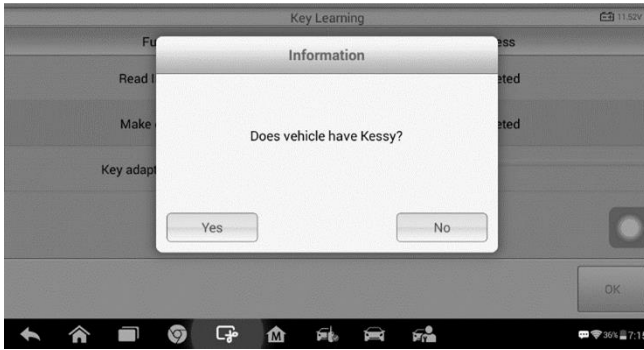 Key Learning
11.52V
Fu
ess
Information
Read I
eted
Make
eted
Does vehicle have Kessy?
Key adapt
Yes
No
OK
M
36%
7:15